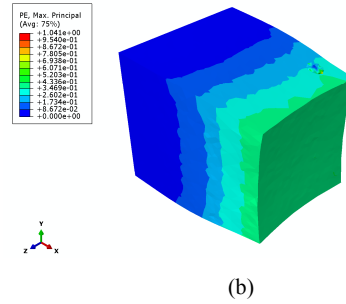 PE, Max. Principal
(Avg: 75%)
+1.041e+00
+9.540e-01
+8.672e-01
+7.805e-01
+6.938e-01
+6.071e-01
+5.203e-01
+4.336e-01
+3.469e-01
+2.602e-01
+1.734e-01
+8.672e-02
+0.000e+00
Y
Z X
(b)